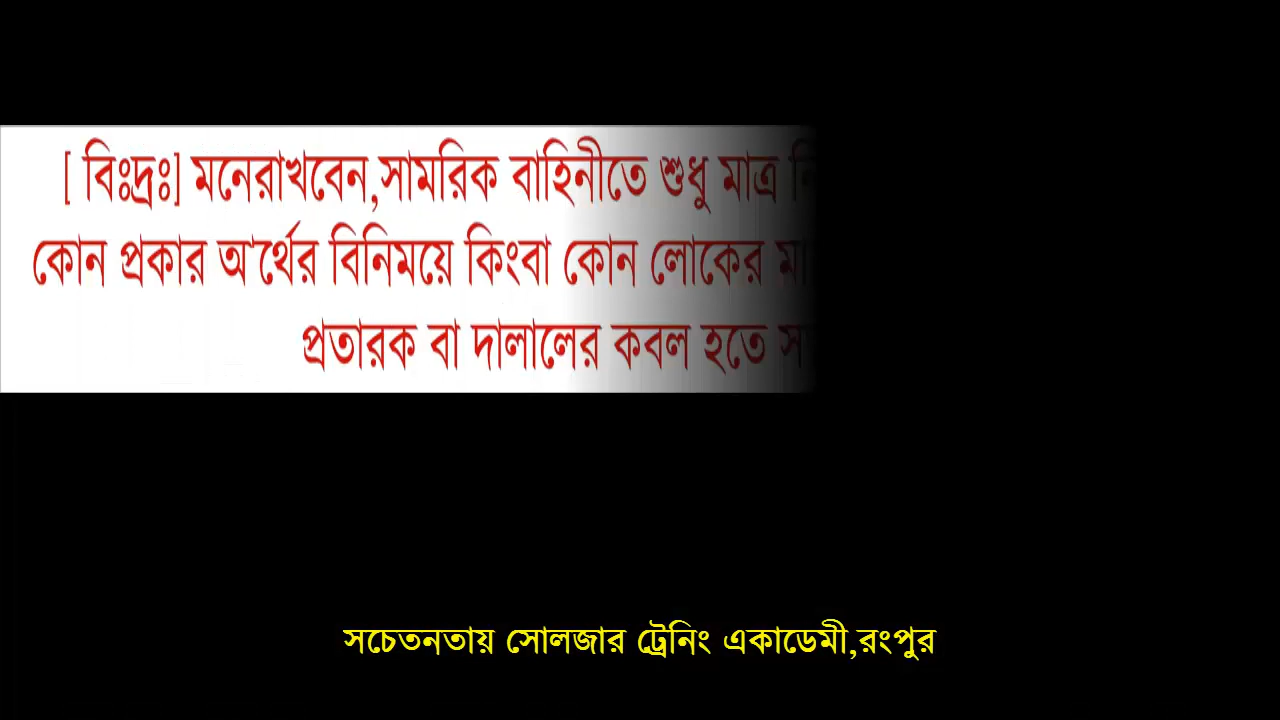 [ বিঃদ্রঃ] মনেরাখবেন,সামরিক বাহিনীতে শুধু মাত্র
কোন প্রকার অর্থের বিনিময়ে কিংবা কোন লোকের
প্রতারক বা দালালের কবল হতে
সচেতনতায় সোলজার ট্রেনিং একাডেমী,রংপুর